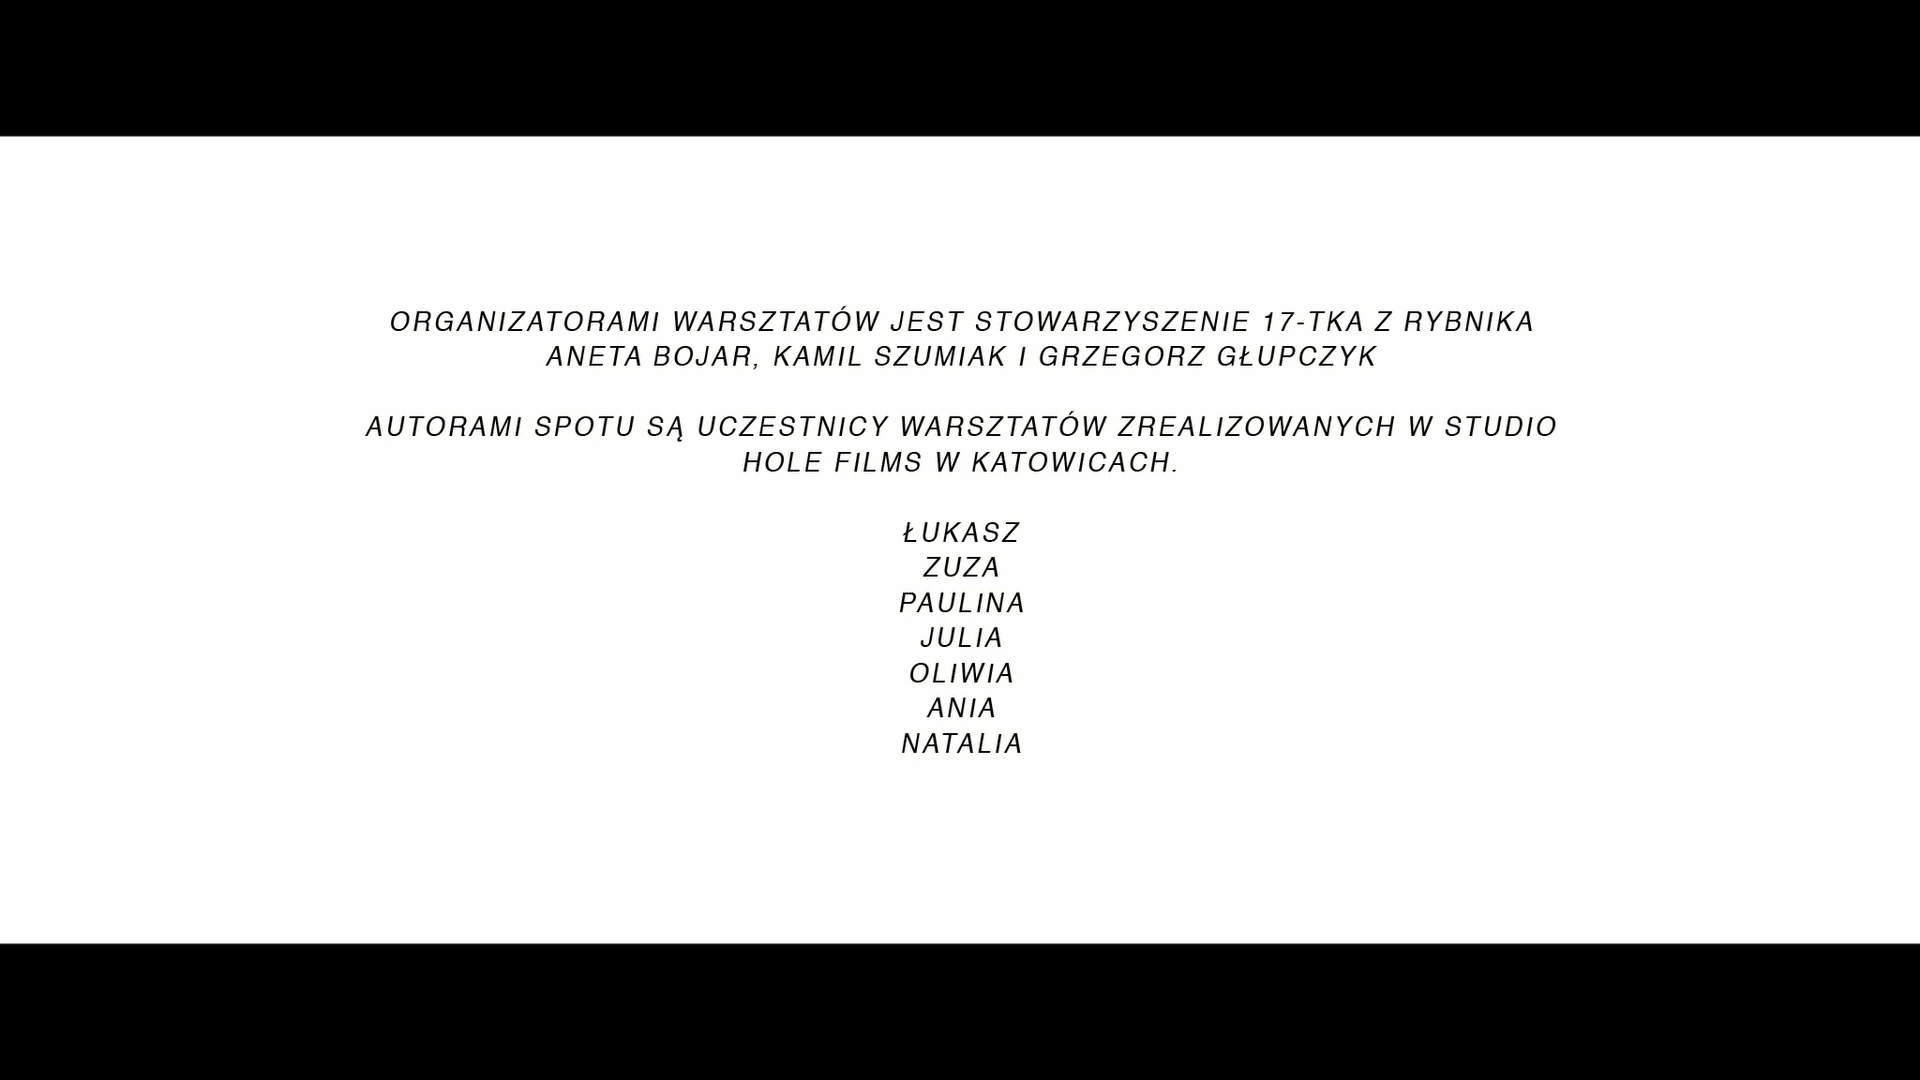 ORGANIZATORAMI WARSZTATÓW JEST STOWARZYSZENIE 17-TKA Z RYBNIKA
ANETA BOJAR, KAMIL SZUMIAK I GRZEGORZ GŁUPCZYK
AUTORAMI SPOTU SĄ UCZESTNICY WARSZTATÓW ZREALIZOWANYCH W STUDIO
HOLE FILMS W KATOWICACH.
ŁUKASZ
ZUZA
PAULINA
JULIA
OLIWIA
ANIA
NATALIA